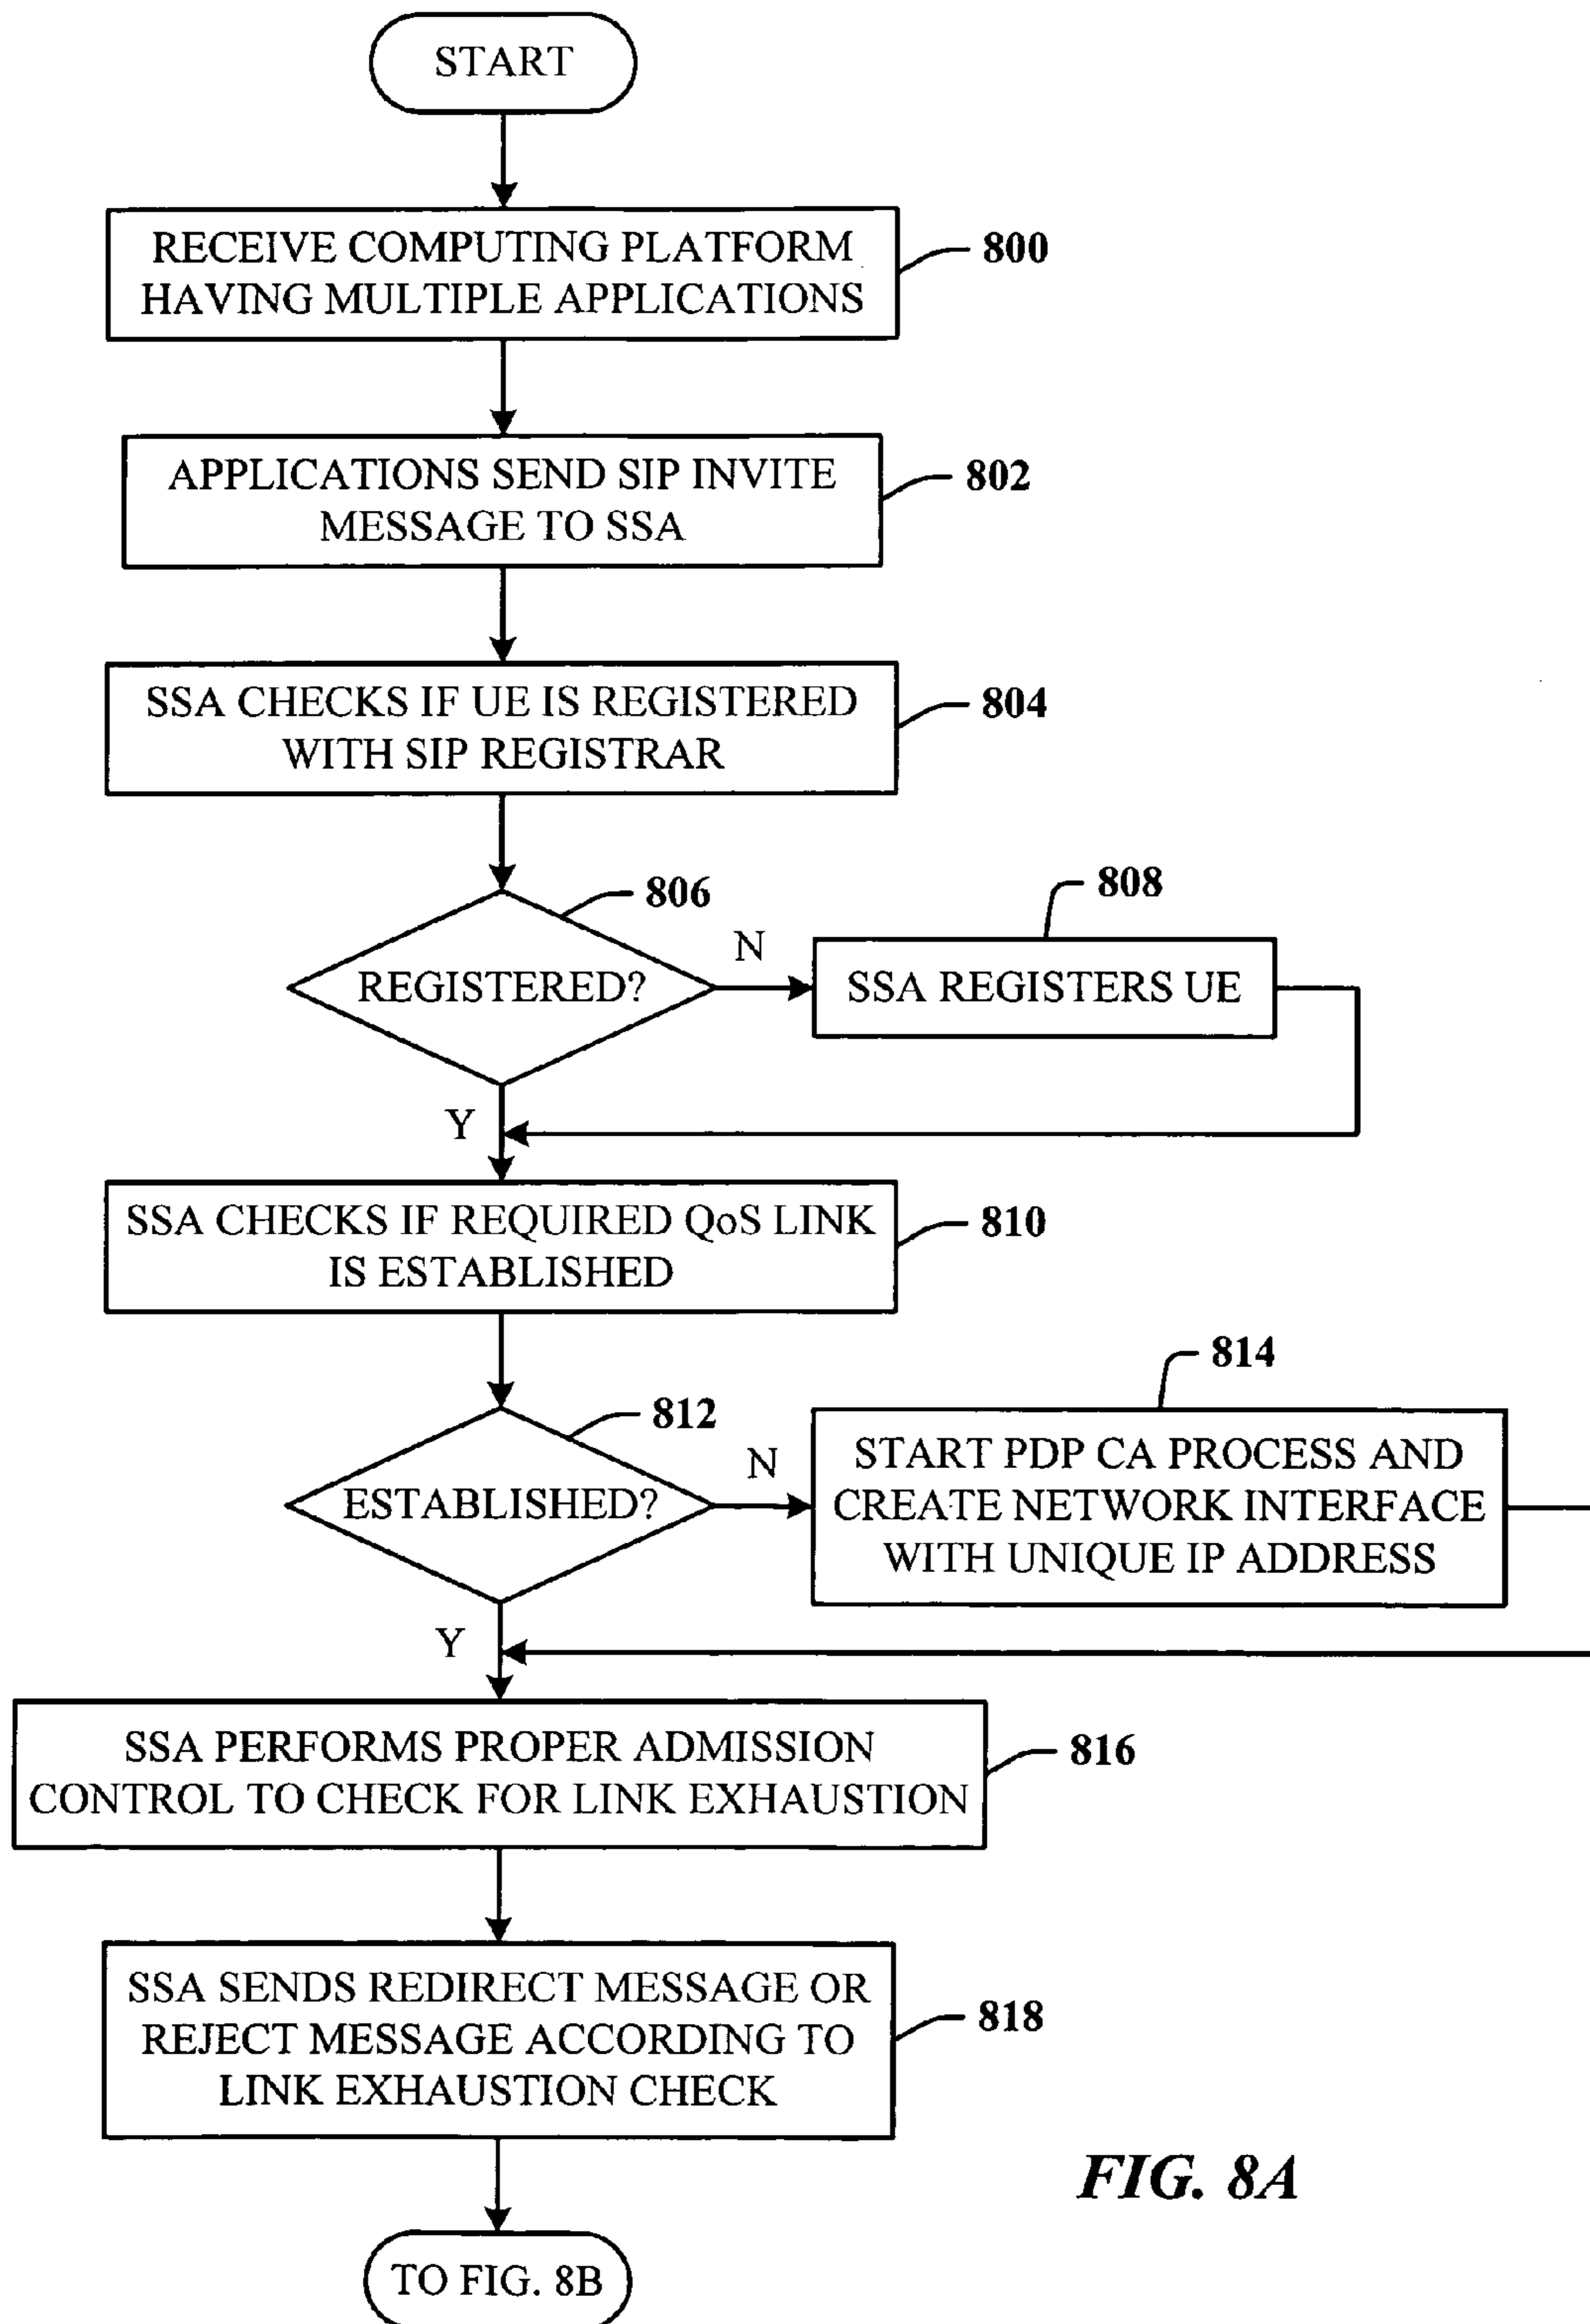 START
RECEIVE COMPUTING PLATFORM
HAVING MULTIPLE APPLICATIONS
800
APPLICATIONS SEND SIP INVITE
MESSAGE TO SSA
802
SSA CHECKS IF UE IS REGISTERED
WITH SIP REGISTRAR
804
806
REGISTERED?
N
808
SSA REGISTERS UE
Y
SSA CHECKS IF REQUIRED QoS LINK
IS ESTABLISHED
810
812
ESTABLISHED?
N
814
START PDP CA PROCESS AND
CREATE NETWORK INTERFACE
WITH UNIQUE IP ADDRESS
Y
SSA PERFORMS PROPER ADMISSION
CONTROL TO CHECK FOR LINK EXHAUSTION
816
SSA SENDS REDIRECT MESSAGE OR
REJECT MESSAGE ACCORDING TO
LINK EXHAUSTION CHECK
818
FIG. 8A
TO FIG. 8B